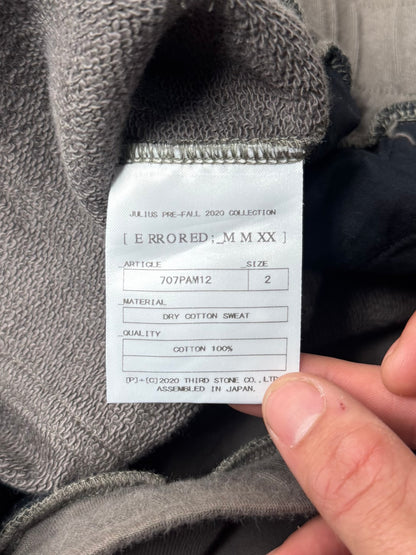 JULIUS PRE-FALL 2020 COLLECTION
[ E RRORED;_M M XX ]
_ARTICLE _SIZE
707PAM12 2
_MATERIAL
DRY COTTON SWEAT
_QUALITY
COTTON 100%
[P]+(C)2020 THIRD STONE CO.,LTD.
ASSEMBLED IN JAPAN.